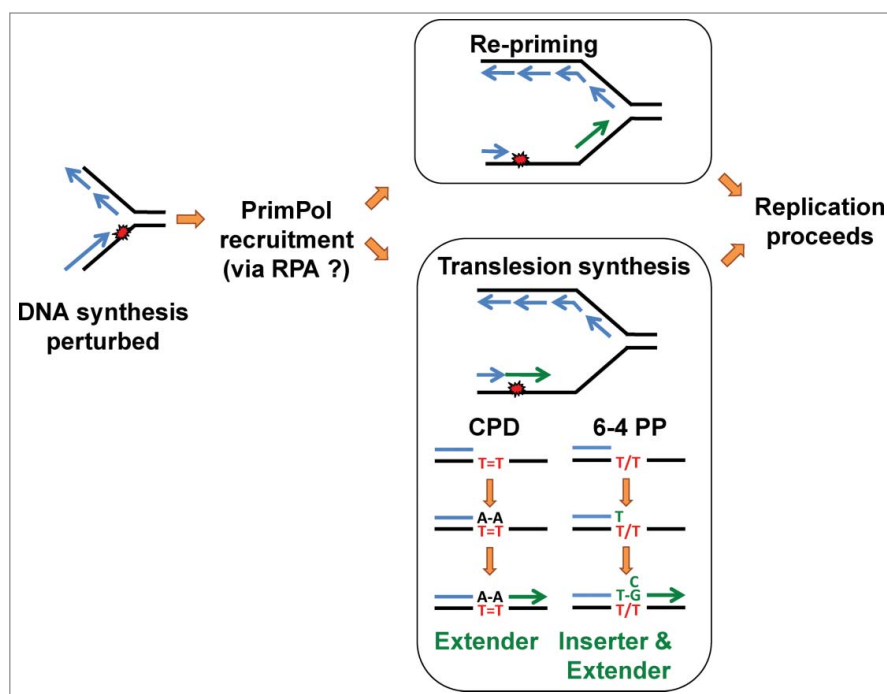 Re-priming
DNA synthesis
perturbed
PrimPol
recruitment
(via RPA ?)
Replication
proceeds
Translesion synthesis
CPD
T=T
A-A
T=T
A-A
T=T
Extender
6-4 PP
T/T
T
T/T
C
T-G
T/T
Inserter &
Extender